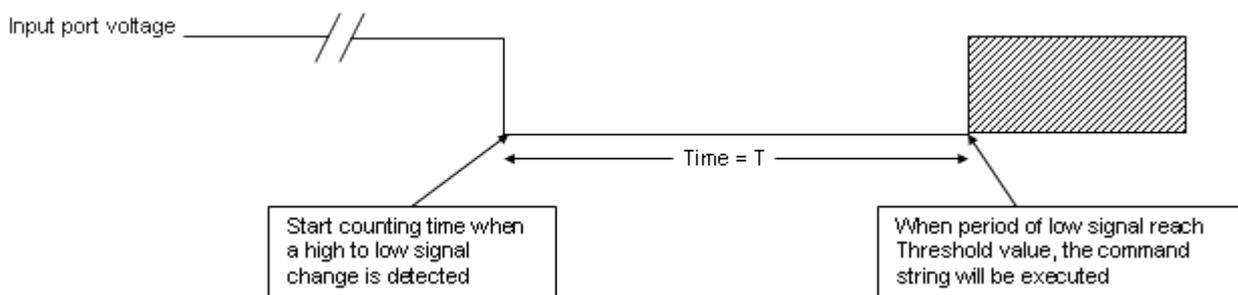 Input port voltage
Time = T
Start counting time when
a high to low signal
change is detected
When period of low signal reach
Threshold value, the command
string will be executed